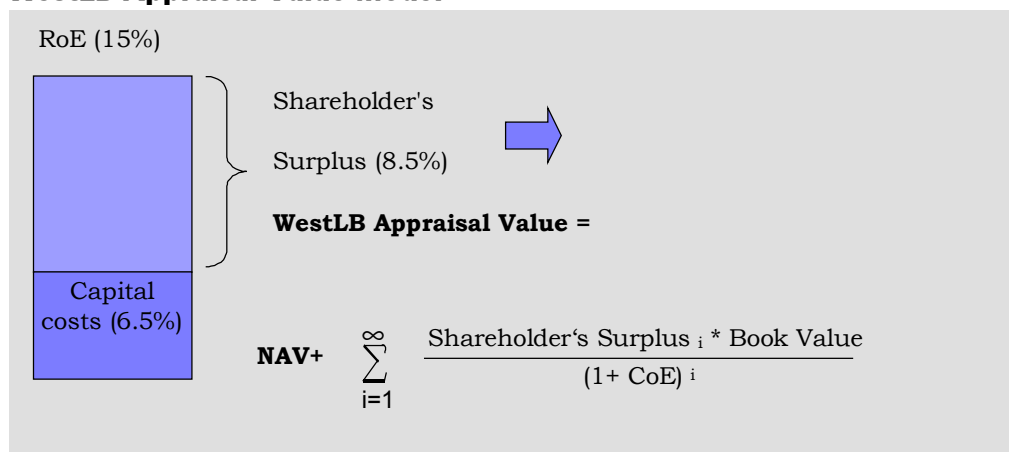 RoE (15%)
Shareholder's
Surplus (8.5%)
WestLB Appraisal Value =
Capital
costs (6.5%)
NAV+ ∞ ∑ i=1
Shareholder‘s Surplus i * Book Value
(1+ CoE) i